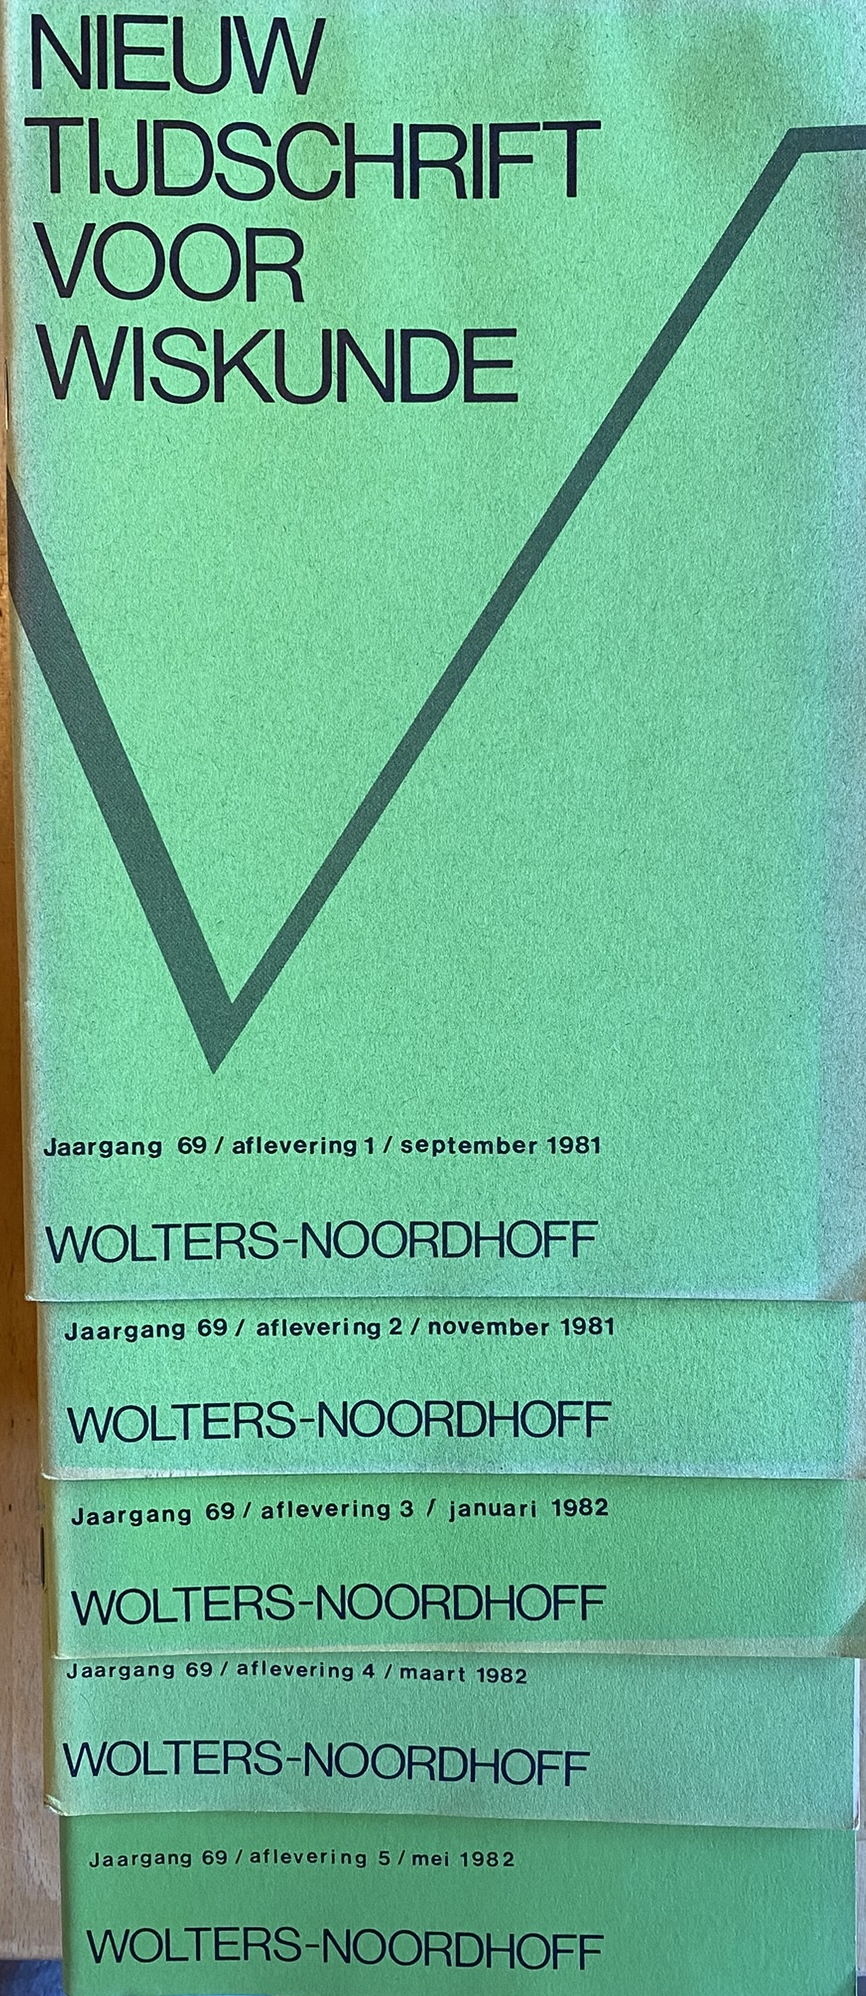 NIEUW
TIJDSCHRIFT
VOOR
WISKUNDE
Jaargang 69 / aflevering 1 / september 1981
WOLTERS-NOORDHOFF
Jaargang 69 / aflevering 2 / november 1981
WOLTERS-NOORDHOFF
Jaargang 69 / aflevering 3 / januari 1982
WOLTERS-NOORDHOFF
Jaargang 69 / aflevering 4 / maart 1982
WOLTERS-NOORDHOFF
Jaargang 69 / aflevering 5 / mei 1982
WOLTERS-NOORDHOFF